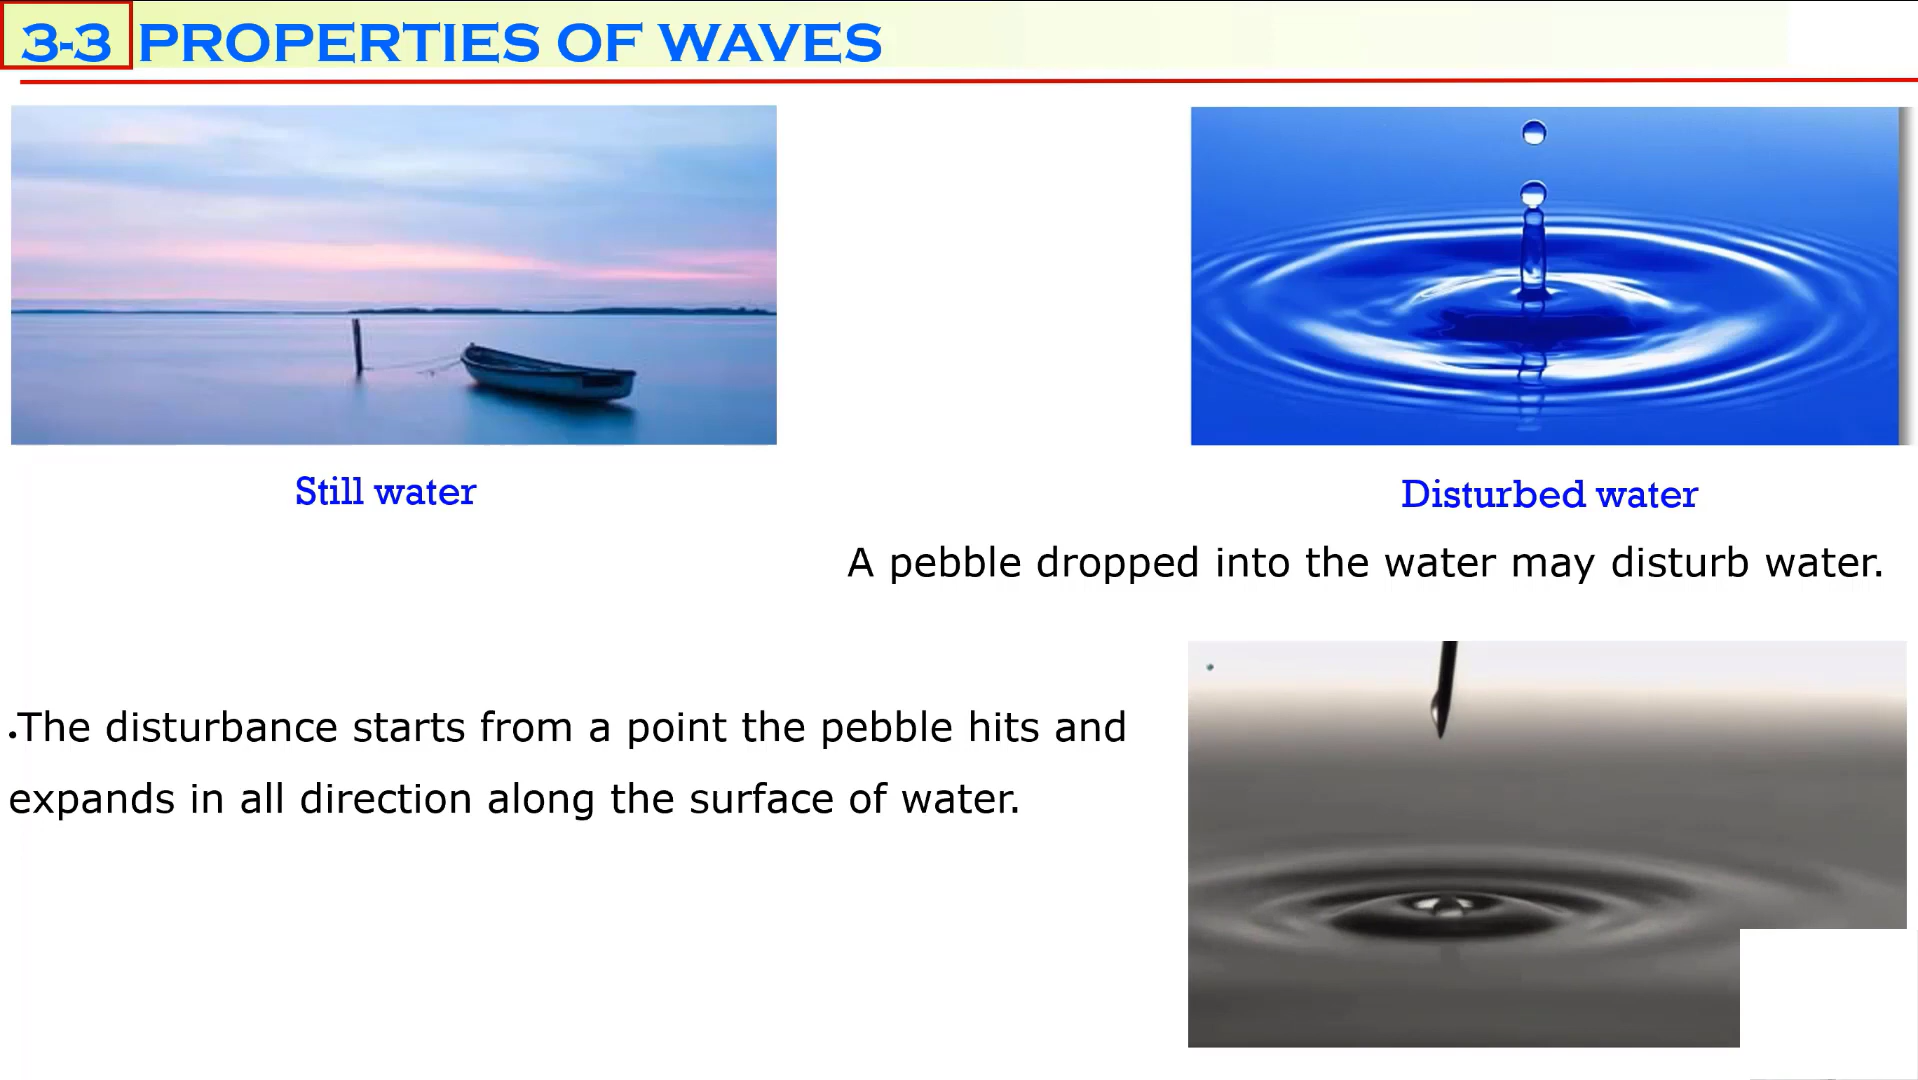 3-3 PROPERTIES OF WAVES
Still water
Disturbed water
A pebble dropped into the water may disturb water.
•The disturbance starts from a point the pebble hits and
expands in all direction along the surface of water.